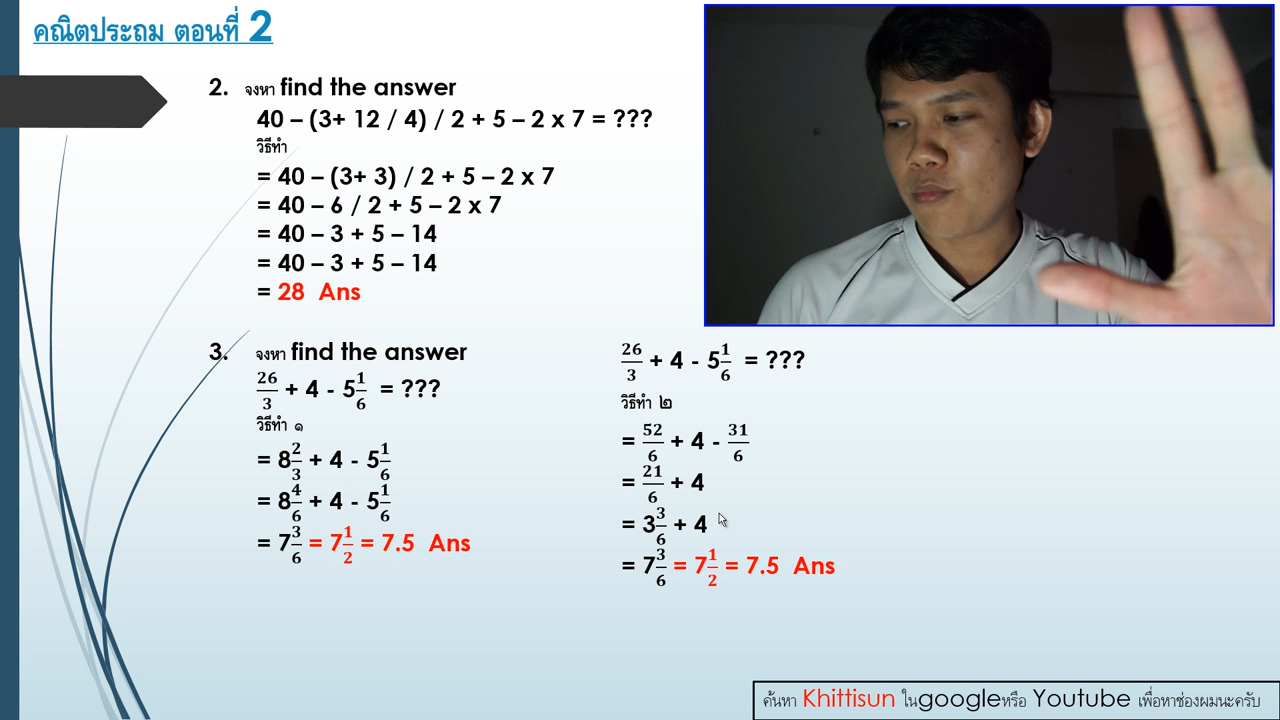 คณิตประถม ตอนที่ 2
2. จงหา find the answer
40 – (3+ 12 / 4) / 2 + 5 – 2 x 7 = ???
วิธีทำ
= 40 – (3+ 3) / 2 + 5 – 2 x 7
= 40 – 6 / 2 + 5 – 2 x 7
= 40 – 3 + 5 – 14
= 40 – 3 + 5 – 14
= 28 Ans
3. จงหา find the answer
26/3 + 4 - 5 1/6 = ???
วิธีทำ ๑
= 8 2/3 + 4 - 5 1/6
= 8 4/6 + 4 - 5 1/6
= 7 3/6 = 7 1/2 = 7.5 Ans
26/3 + 4 - 5 1/6 = ???
วิธีทำ ๒
= 52/6 + 4 - 31/6
= 21/6 + 4
= 3 3/6 + 4
= 7 3/6 = 7 1/2 = 7.5 Ans
ค้นหา Khittisun ในgoogleหรือ Youtube เพื่อหาช่องผมนะครับ